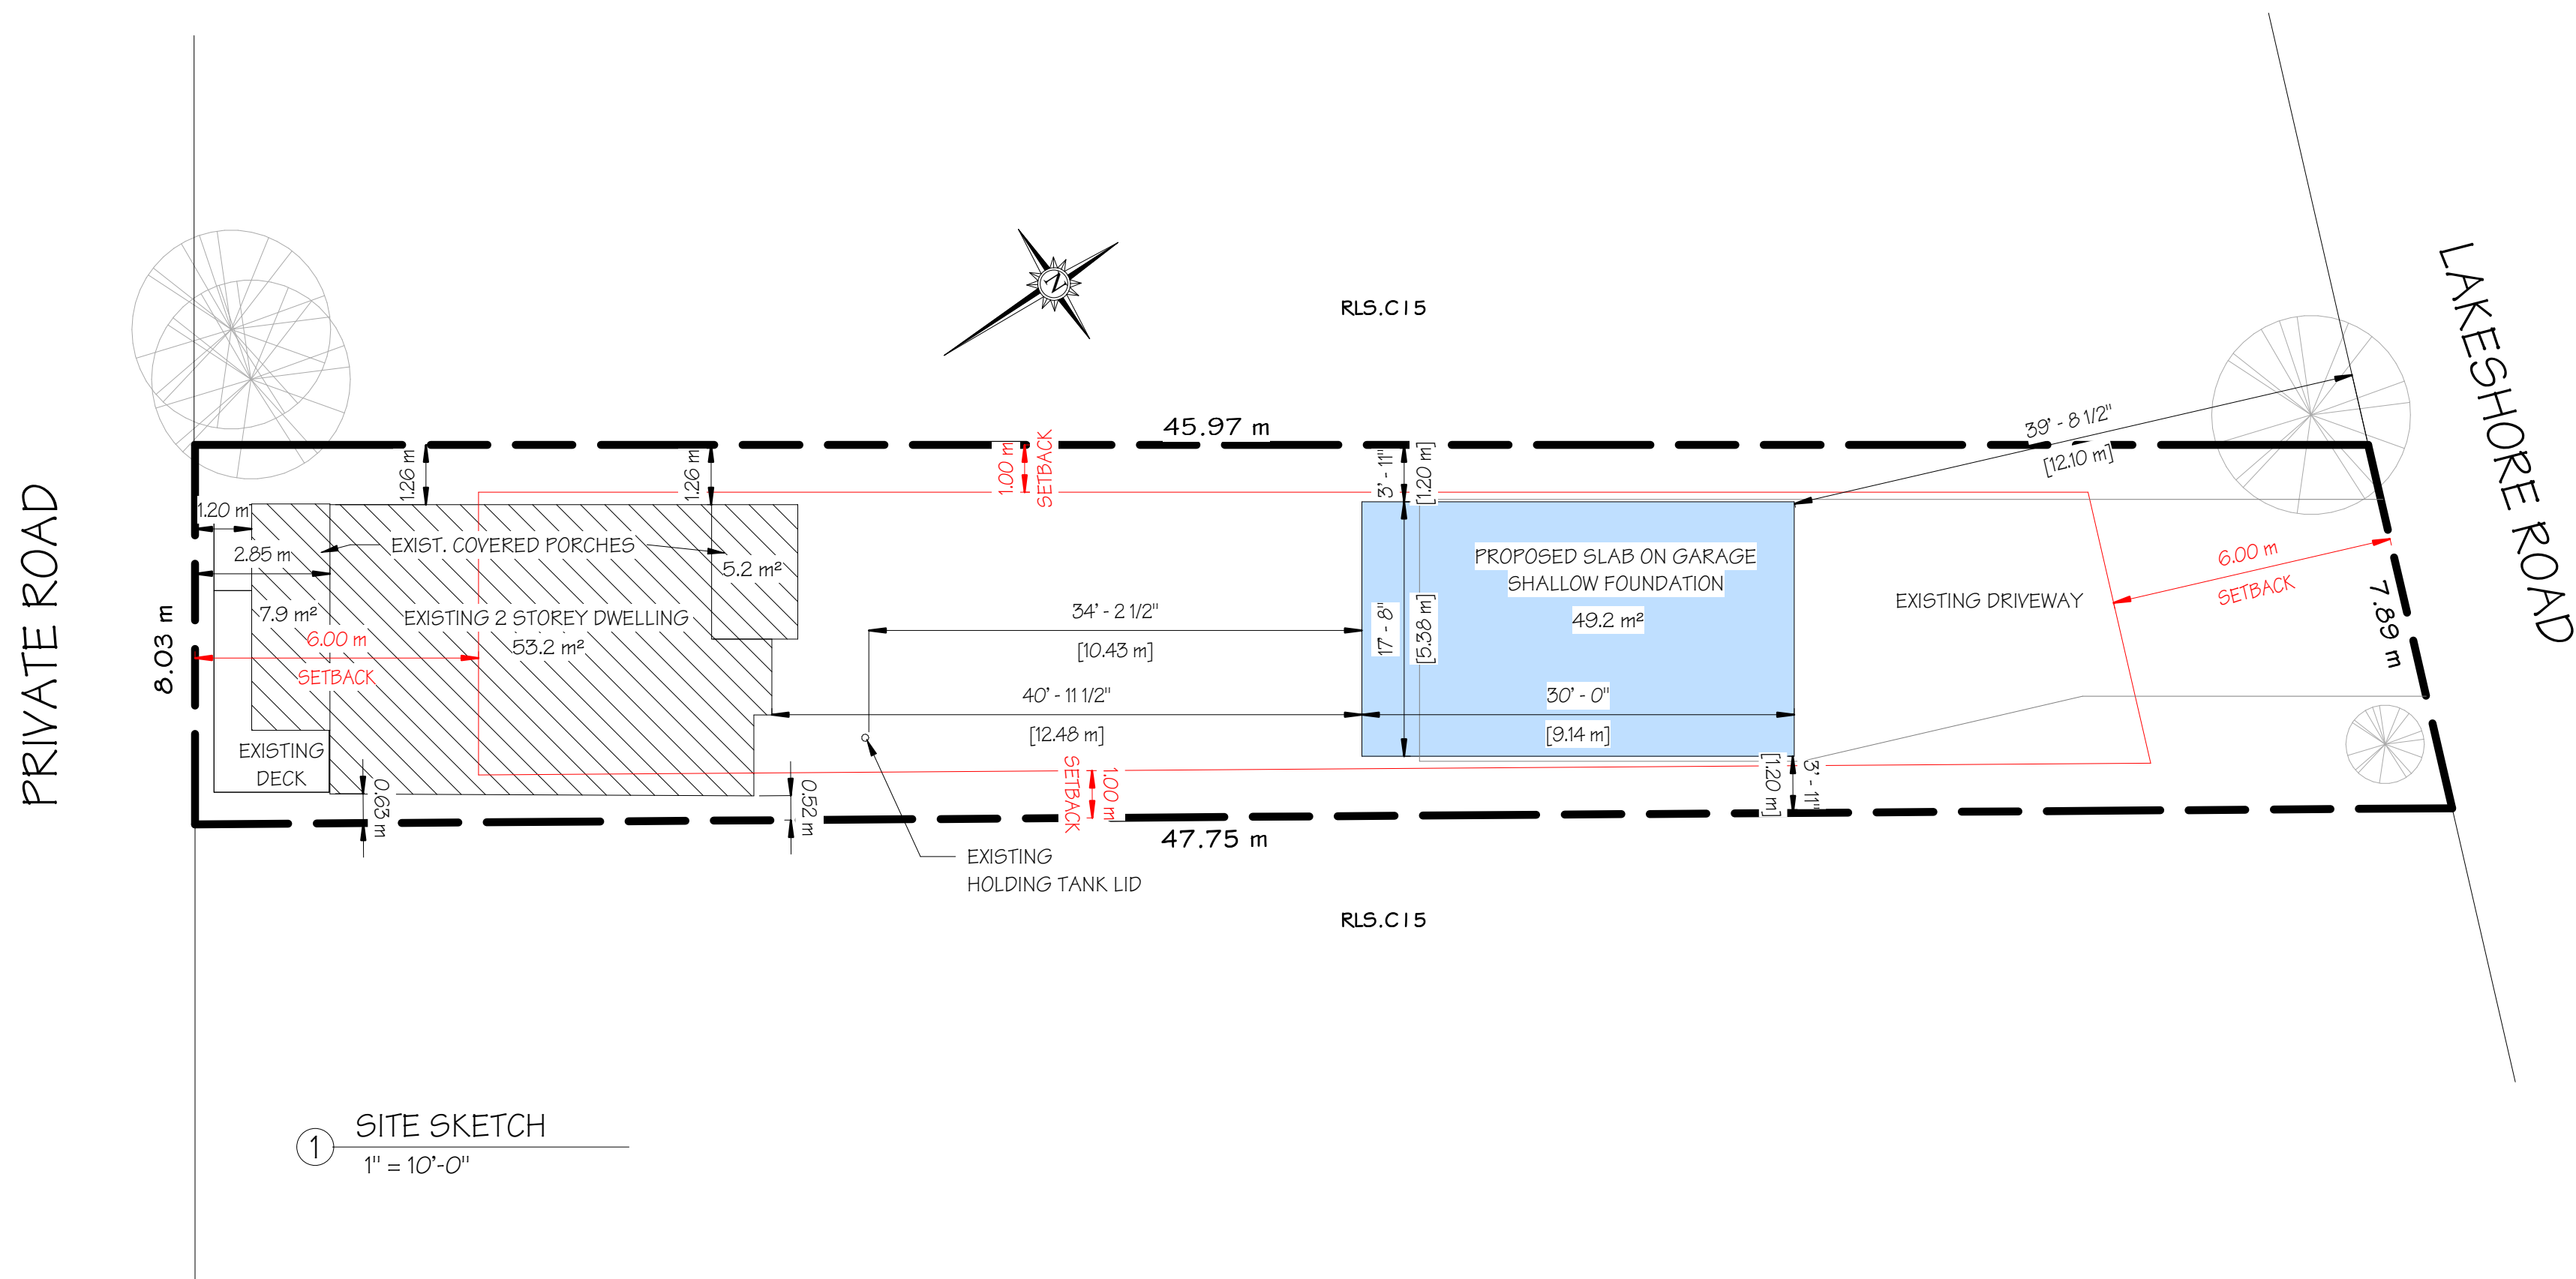 RLS.C15
LAKESHORE ROAD
PRIVATE ROAD
45.97 m
39' - 8 1/2"
[12.10 m]
1.26 m
1.26 m
1.00 m
SETBACK
3' - 11"
[1.20 m]
1.20 m
2.85 m
EXIST. COVERED PORCHES
5.2 m²
7.9 m²
EXISTING 2 STOREY DWELLING
53.2 m²
6.00 m
SETBACK
8.03 m
EXISTING
DECK
0.63 m
0.52 m
34' - 2 1/2"
[10.43 m]
40' - 11 1/2"
[12.48 m]
17' - 8"
[5.38 m]
PROPOSED SLAB ON GARAGE
SHALLOW FOUNDATION
49.2 m²
30' - 0"
[9.14 m]
EXISTING DRIVEWAY
6.00 m
SETBACK
7.89 m
SETBACK
1.00 m
[1.20 m]
3' - 11"
47.75 m
EXISTING
HOLDING TANK LID
RLS.C15
N
1
SITE SKETCH
1" = 10'-0"